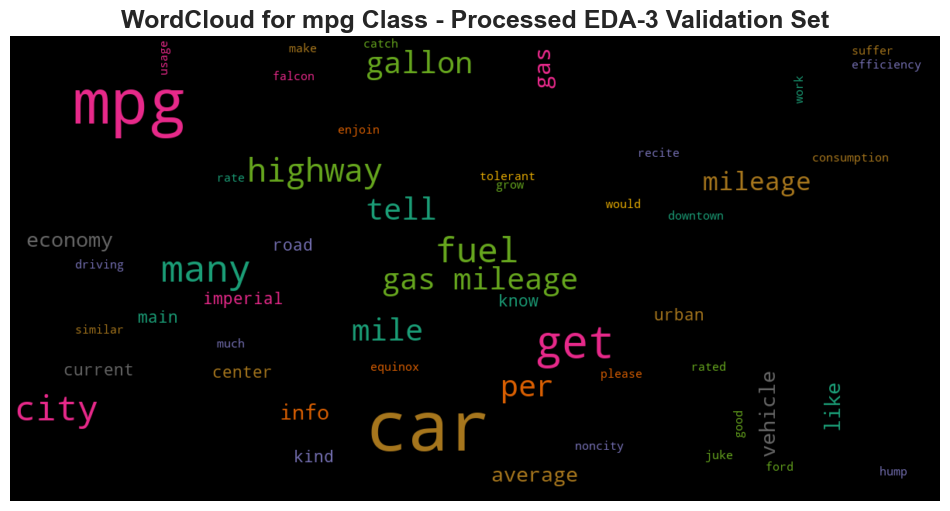 WordCloud for mpg Class - Processed EDA-3 Validation Set
usage
make
catch
gallon
gas
suffer
efficiency
falcon
work
mpg
enjoin
recite
consumption
highway
rate
tolerant
grow
mileage
tell
would
downtown
economy
road
fuel
driving
many
gas mileage
imperial
know
main
mile
urban
similar
much
get
current
center
equinox
please
rated
per
vehicle
like
city
info
car
good
noncity
kind
juke
ford
average
hump